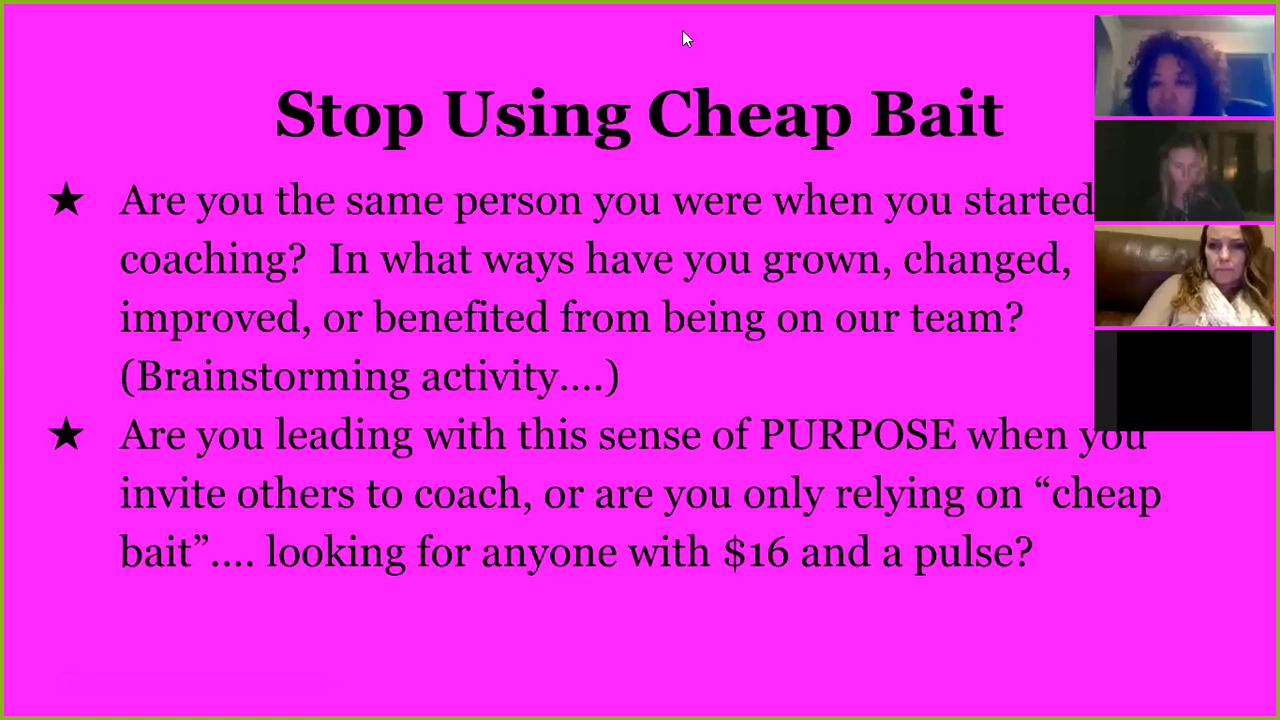 Stop Using Cheap Bait
★ Are you the same person you were when you started
coaching?  In what ways have you grown, changed,
improved, or benefited from being on our team?
(Brainstorming activity....)
★ Are you leading with this sense of PURPOSE when you
invite others to coach, or are you only relying on “cheap
bait”.... looking for anyone with $16 and a pulse?